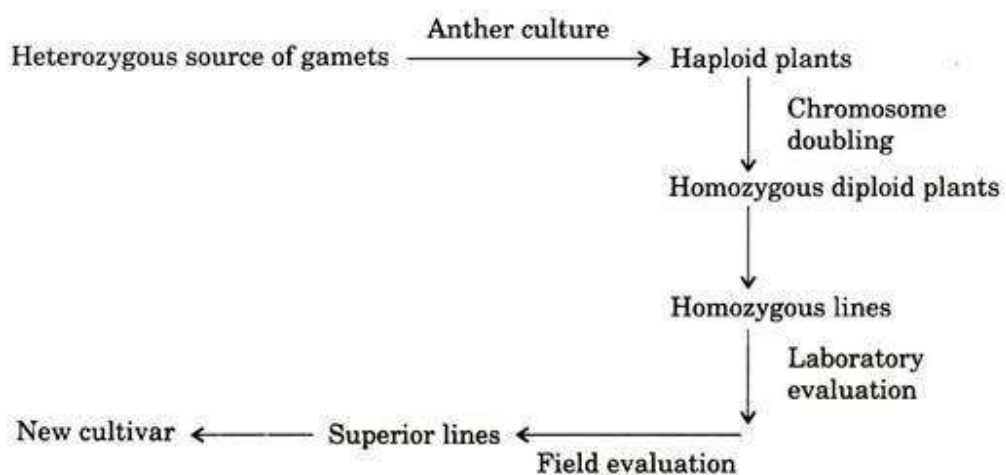 Anther culture
Heterozygous source of gamets
Haploid plants
Chromosome
doubling
Homozygous diploid plants
Homozygous lines
Laboratory
evaluation
New cultivar
Superior lines
Field evaluation